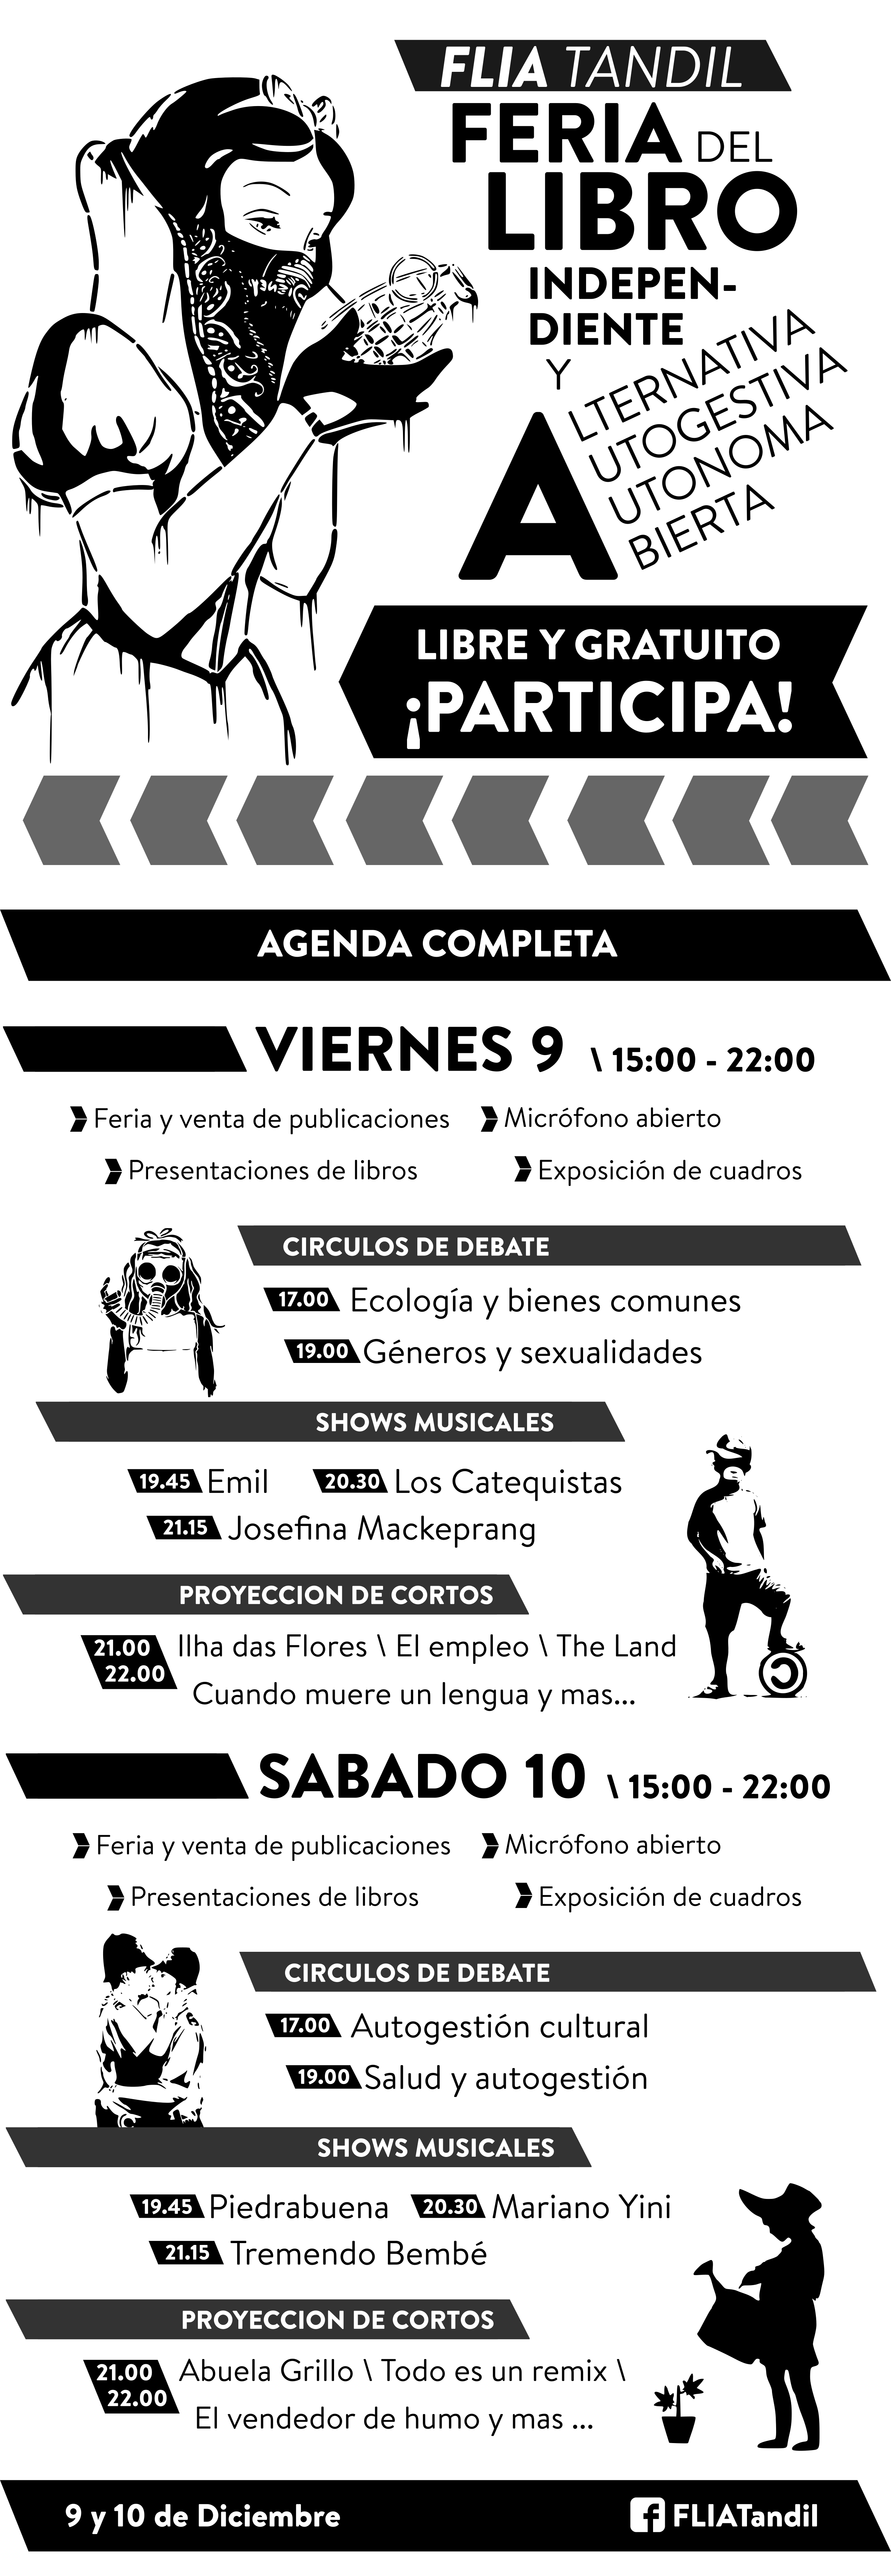 FLIA TANDIL
FERIA DEL
LIBRO
INDEPEN-
DIENTE
Y
A
LTERNATIVA
UTOGESTIVA
UTONOMA
BIERTA
LIBRE Y GRATUITO
¡PARTICIPA!
AGENDA COMPLETA
VIERNES 9 \ 15:00 - 22:00
Feria y venta de publicaciones Micrófono abierto
Presentaciones de libros Exposición de cuadros
CIRCULOS DE DEBATE
17.00 Ecología y bienes comunes
19.00 Géneros y sexualidades
SHOWS MUSICALES
19.45 Emil 20.30 Los Catequistas
21.15 Josefina Mackeprang
PROYECCION DE CORTOS
21.00 Ilha das Flores \ El empleo \ The Land
22.00 Cuando muere un lengua y mas...
SABADO 10 \ 15:00 - 22:00
Feria y venta de publicaciones Micrófono abierto
Presentaciones de libros Exposición de cuadros
CIRCULOS DE DEBATE
17.00 Autogestión cultural
19.00 Salud y autogestión
SHOWS MUSICALES
19.45 Piedrabuena 20.30 Mariano Yini
21.15 Tremendo Bembé
PROYECCION DE CORTOS
21.00 Abuela Grillo \ Todo es un remix \
22.00 El vendedor de humo y mas ...
9 y 10 de Diciembre FLIATandil